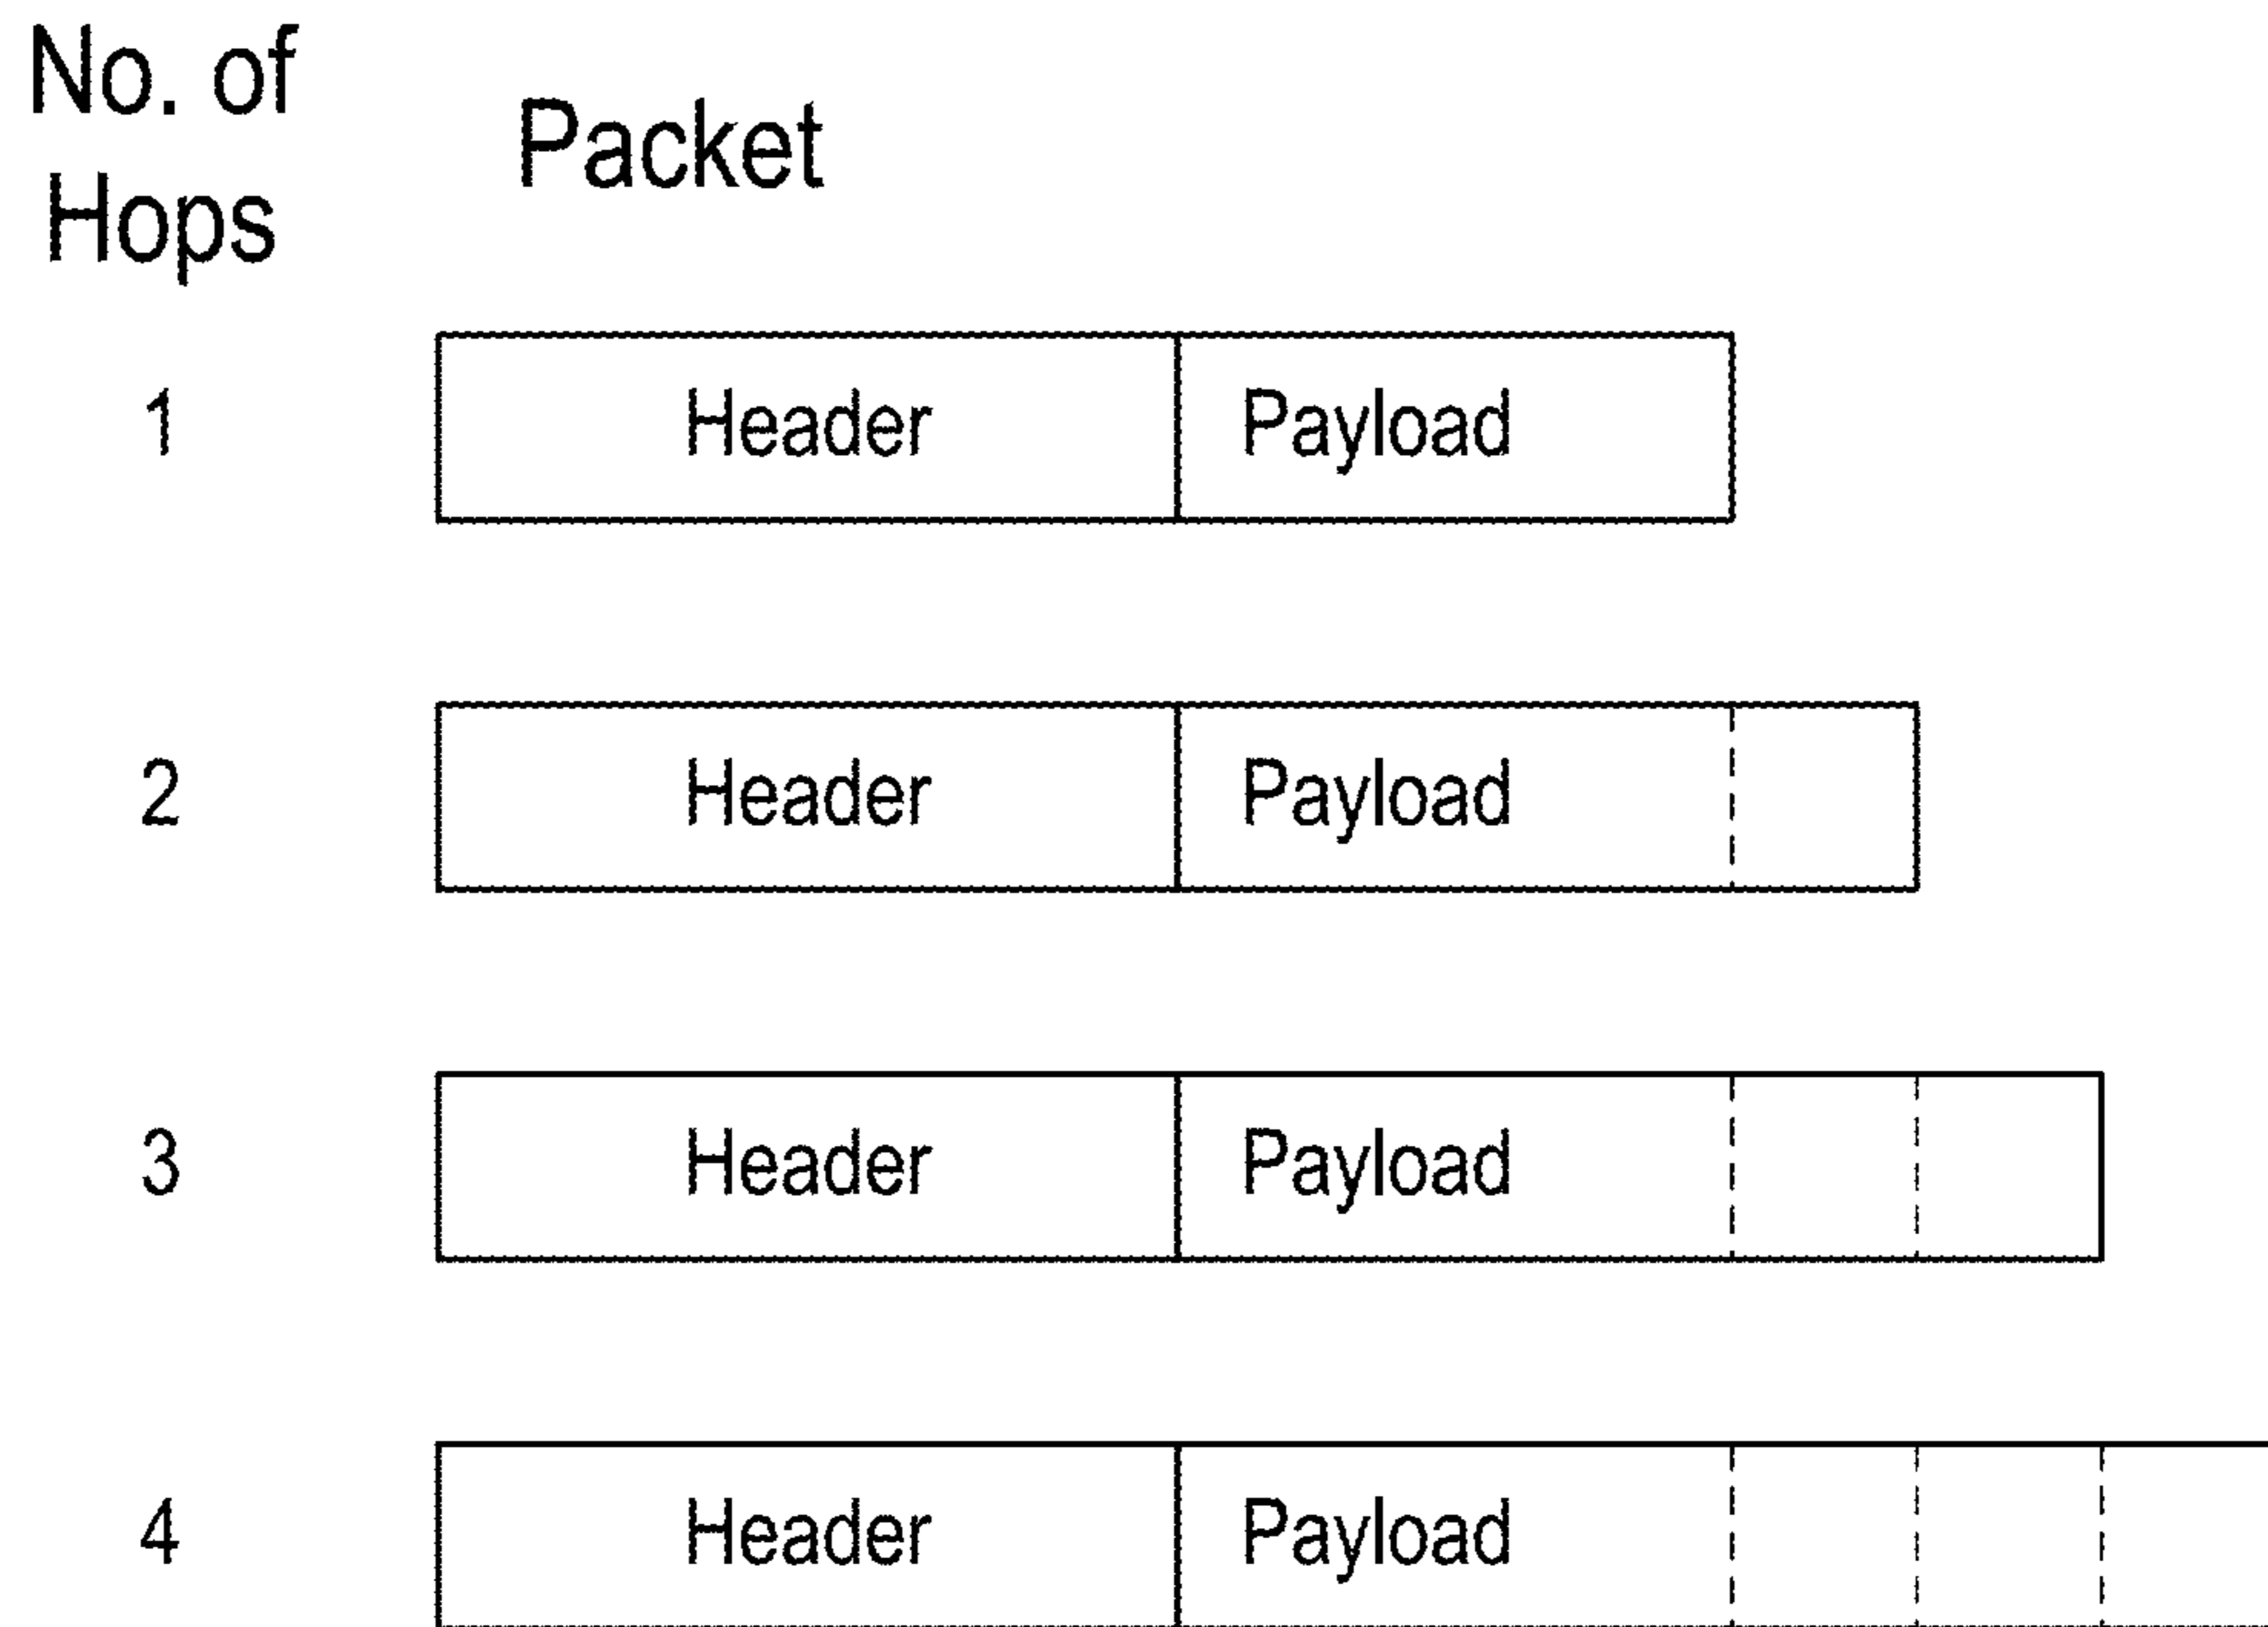 No. of
Hops
Packet
1 Header Payload
2 Header Payload
3 Header Payload
4 Header Payload